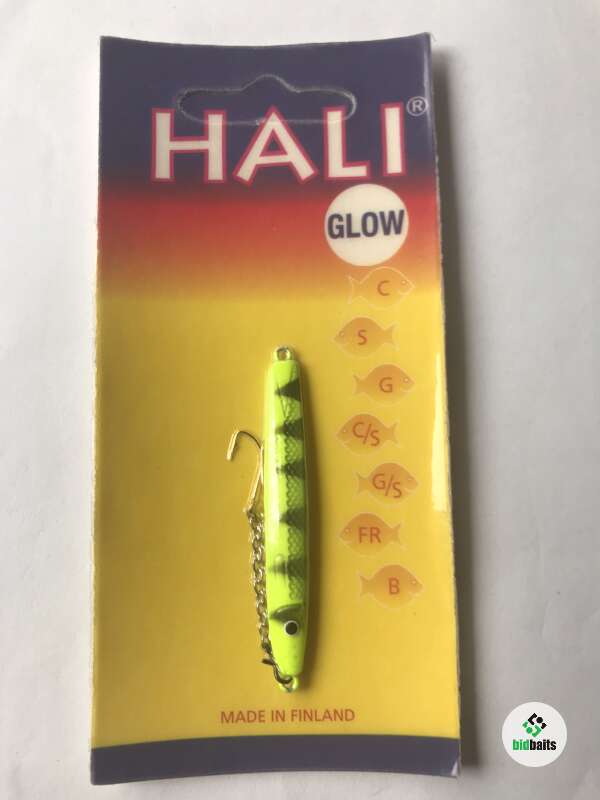 HALI®
GLOW
C
S
G
C/S
G/S
FR
B
MADE IN FINLAND
bidbaits